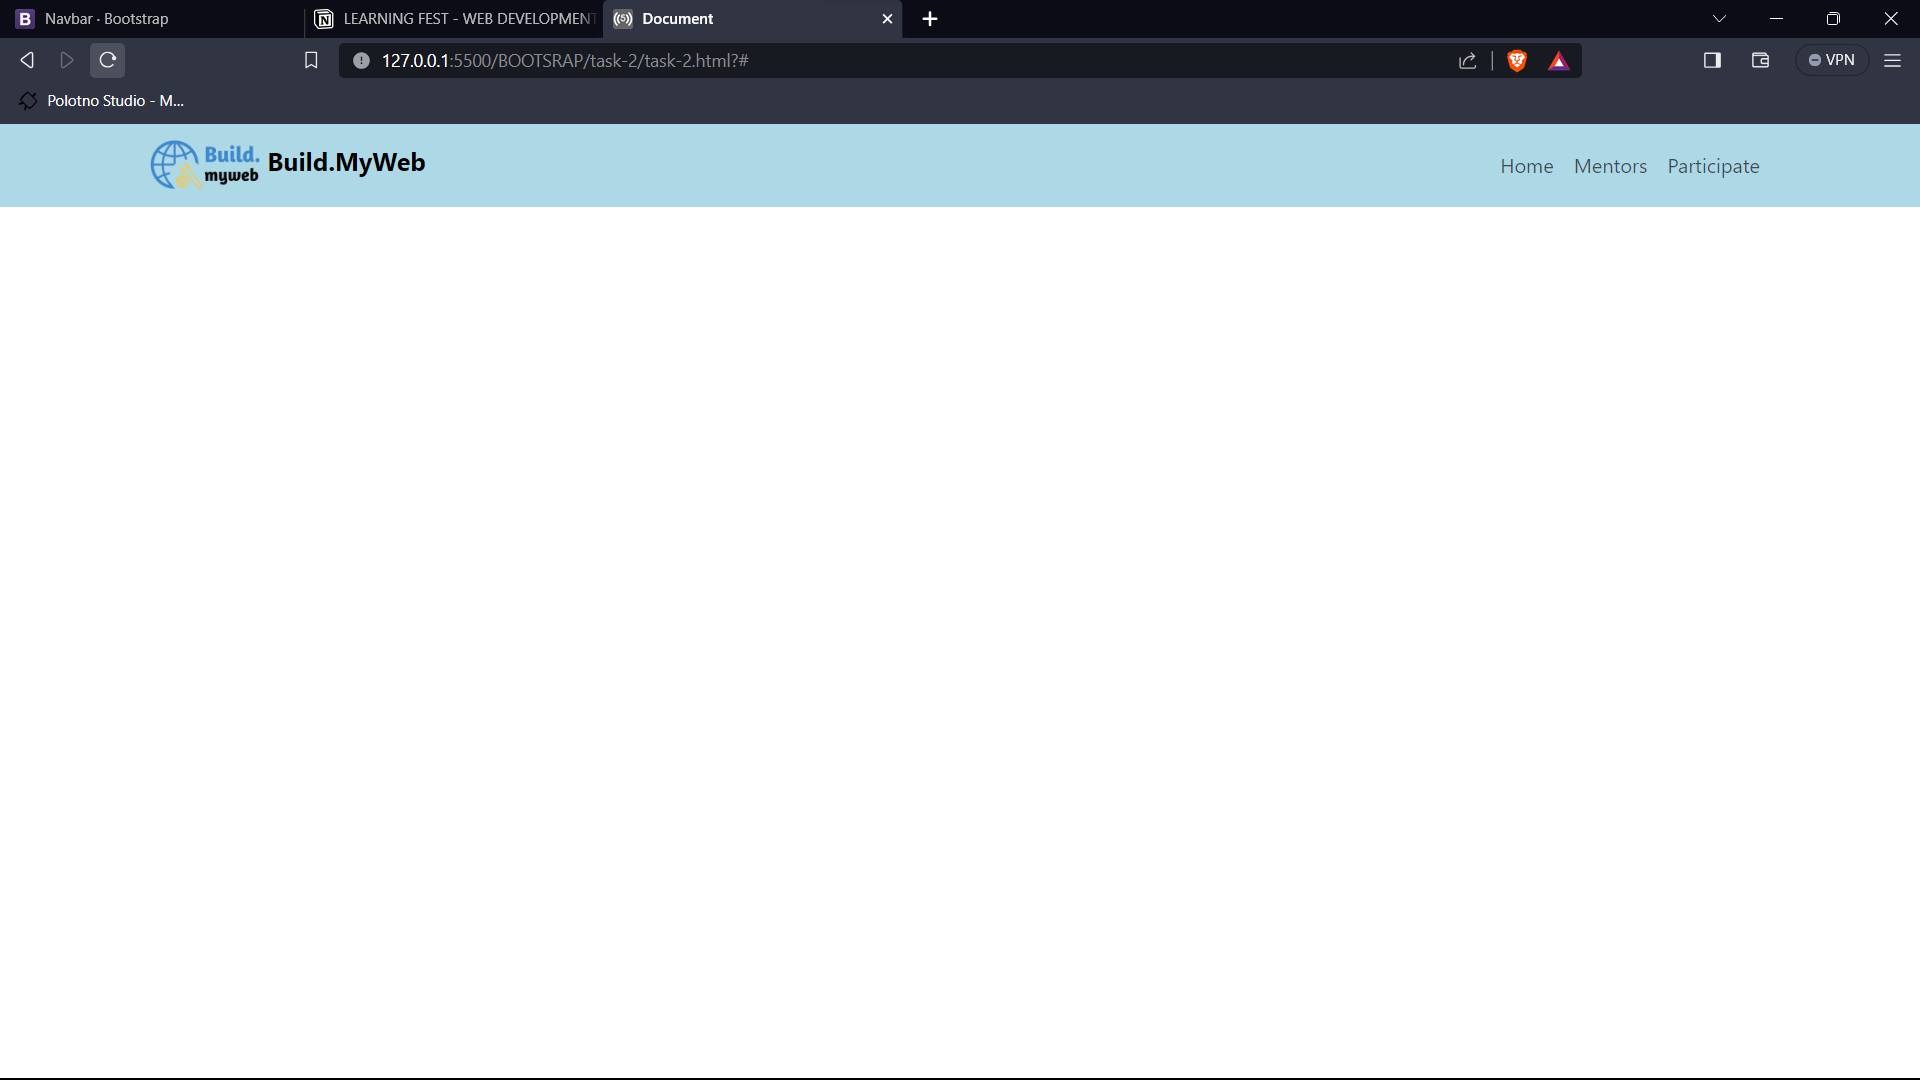 Navbar · Bootstrap
LEARNING FEST - WEB DEVELOPMENT
Document
127.0.0.1:5500/BOOTSRAP/task-2/task-2.html?#
VPN
Polotno Studio - M...
Build.
myweb
Build.MyWeb
Home Mentors Participate